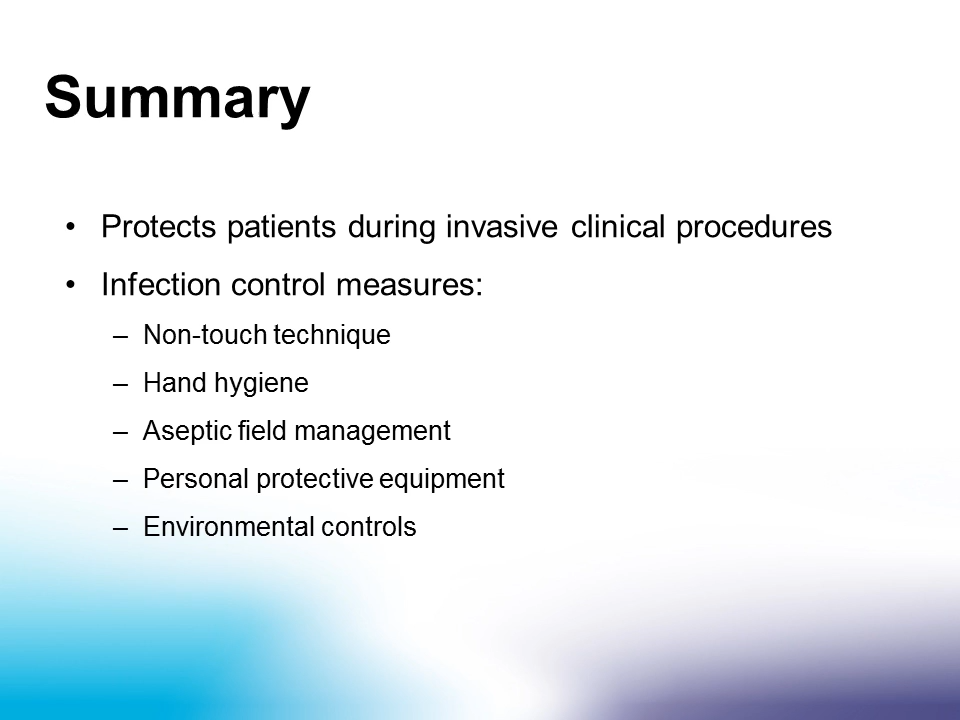 Summary
• Protects patients during invasive clinical procedures
• Infection control measures:
– Non-touch technique
– Hand hygiene
– Aseptic field management
– Personal protective equipment
– Environmental controls